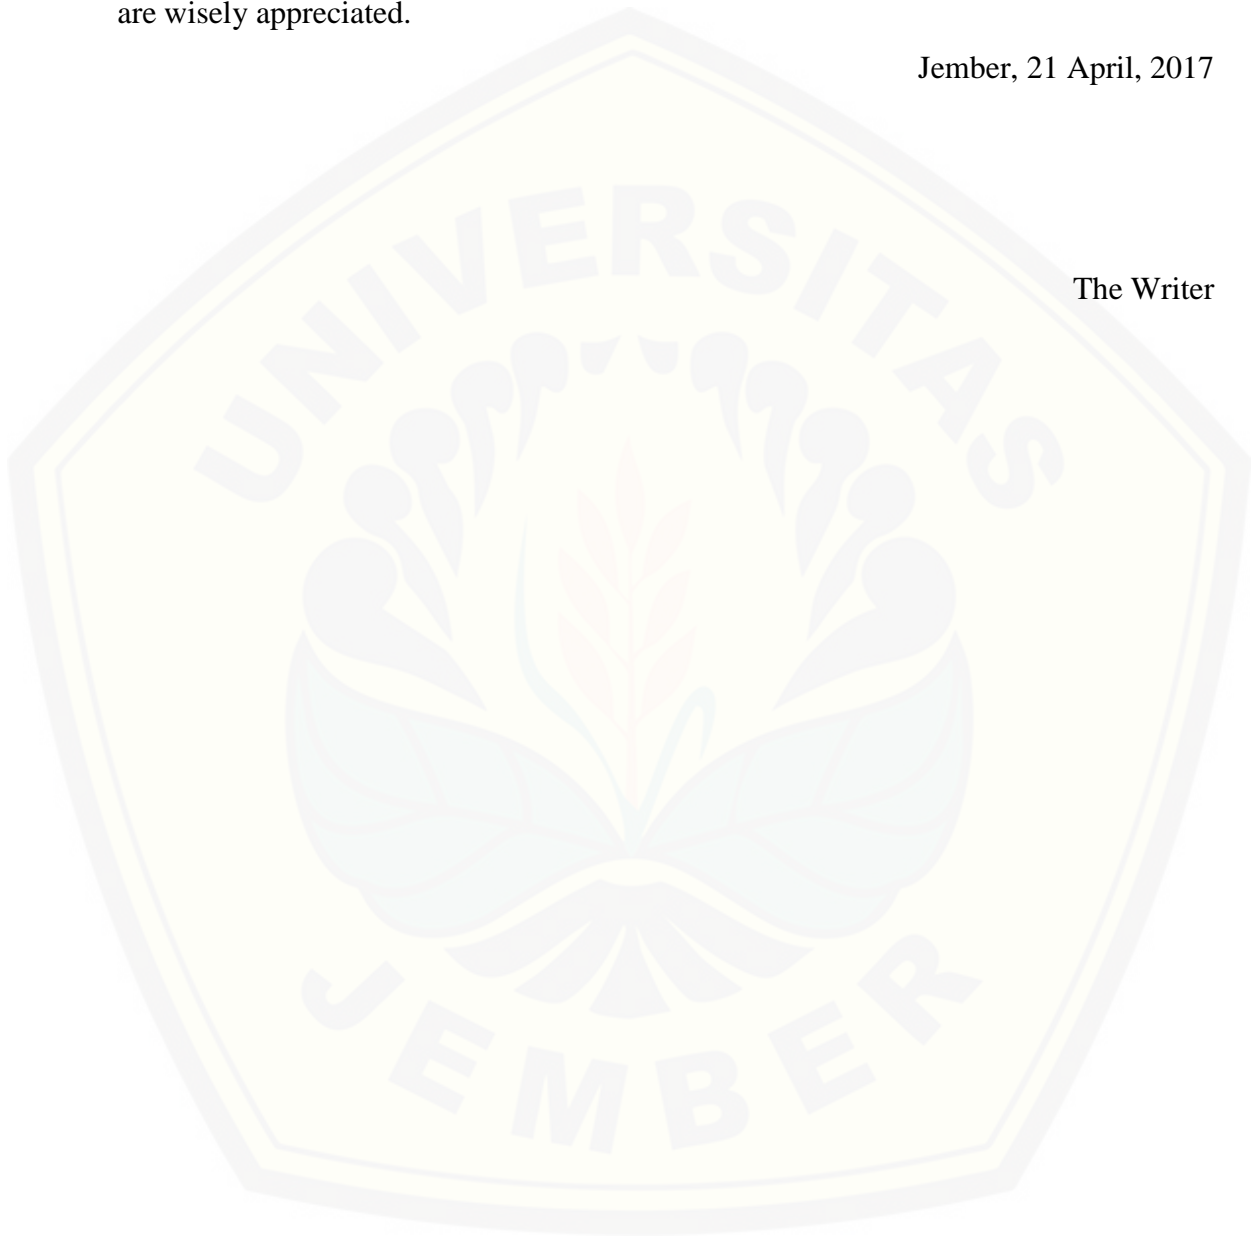 are wisely appreciated.
Jember, 21 April, 2017
The Writer
UNIVERSITAS
JEMBER